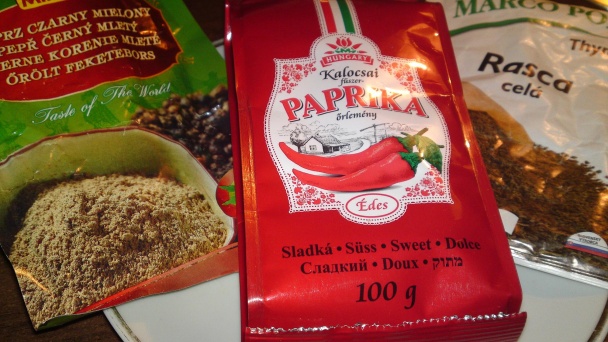 PRZ CZARNY MIELONY
PEPŘ ČERNÝ MLETÝ
ČIERNE KORENIE MLETÉ
ŐRÖLT FEKETEBORS
Taste of The World
HUNGARY
Kalocsai
fűszer-
PAPRIKA
őrlemény
Édes
Sladká • Süss • Sweet • Dolce
Сладкий • Doux • מתוק
100 g
MARCO PO
Thy
Rasca
celá